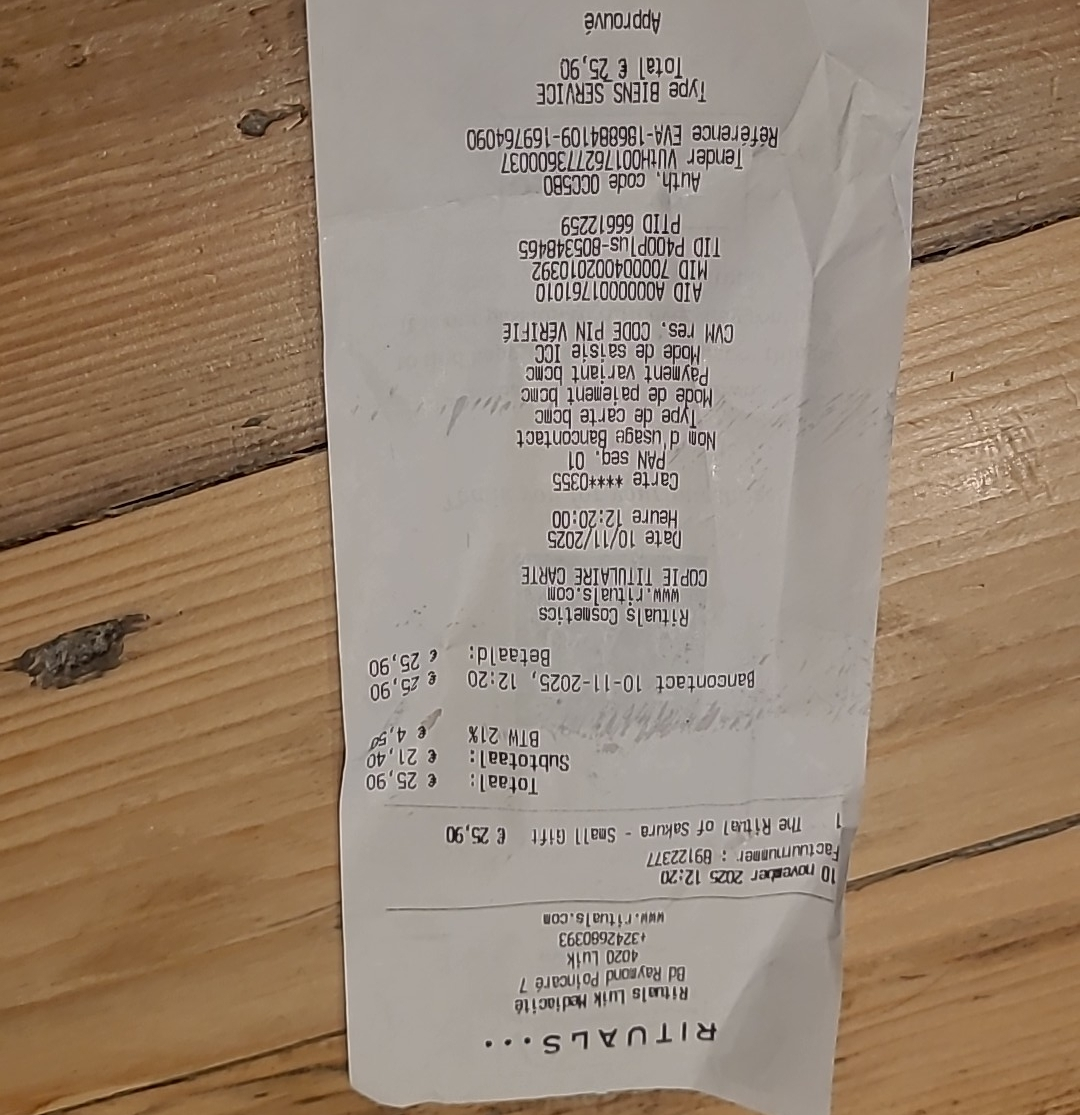 RITUALS...
Rituals Luik Mediacité
Bd Raymond Poincaré 7
4020 Luik
+3242680393
www.rituals.com
10 november 2025 12:20
Factuurnummer : 89122377
1 The Ritual of Sakura - Small Gift € 25,90
Totaal: € 25,90
Subtotaal: € 21,40
BTW 21% € 4,50
Bancontact 10-11-2025, 12:20 € 25,90
Betaald: € 25,90
Rituals Cosmetics
www.rituals.com
COPIE TITULAIRE CARTE
Date 10/11/2025
Heure 12:20:00
Carte ****0355
PAN seq. 01
Nom d'usage Bancontact
Type de carte bcmc
Mode de paiement bcmc
Payment variant bcmc
Mode de saisie ICC
CVM res. CODE PIN VÉRIFIÉ
AID A0000001761010
MID 700004002010392
TID P400Plus-805348465
PTID 66612259
Auth. code 0CC5B0
Tender VUtH001762773600037
Référence EVA-196884109-169764090
Type BIENS SERVICE
Total € 25,90
Approuvé